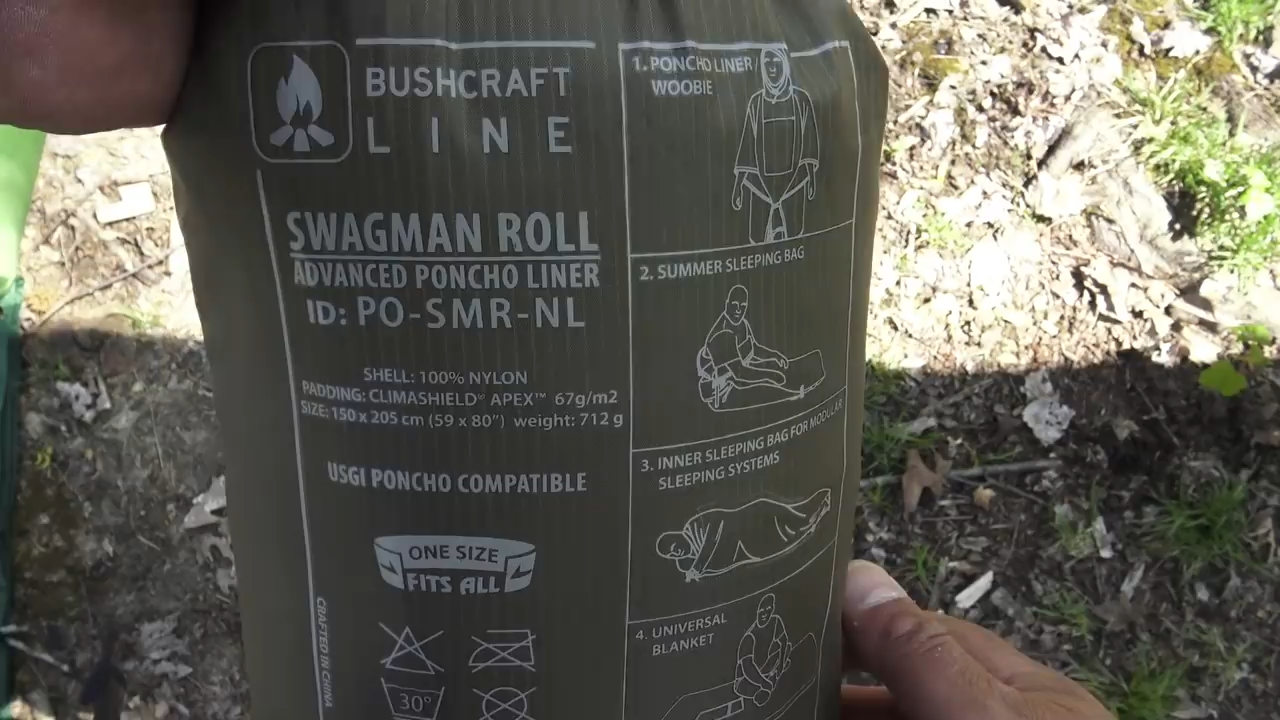 BUSHCRAFT
LINE
SWAGMAN ROLL
ADVANCED PONCHO LINER
ID: PO-SMR-NL
SHELL: 100% NYLON
PADDING: CLIMASHIELD® APEX™ 67g/m2
SIZE: 150 x 205 cm (59 x 80”) weight: 712 g
USGI PONCHO COMPATIBLE
ONE SIZE
FITS ALL
CRAFTED IN CHINA
30°
1. PONCHO LINER/
WOOBIE
2. SUMMER SLEEPING BAG
3. INNER SLEEPING BAG FOR MODULAR
SLEEPING SYSTEMS
4. UNIVERSAL
BLANKET